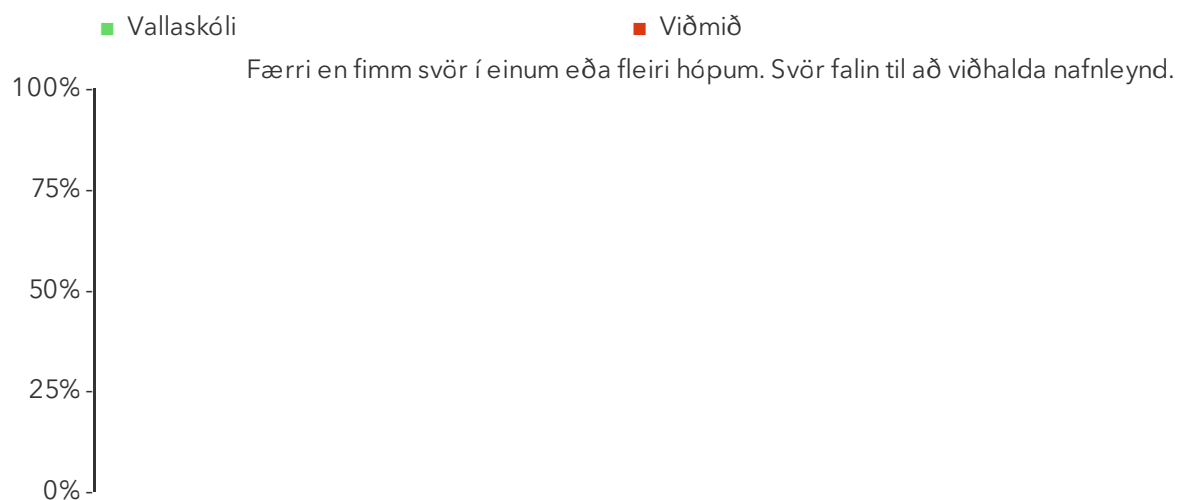 Vallaskóli Viðmið
Færri en fimm svör í einum eða fleiri hópum. Svör falin til að viðhalda nafnleynd.
100%
75%
50%
25%
0%